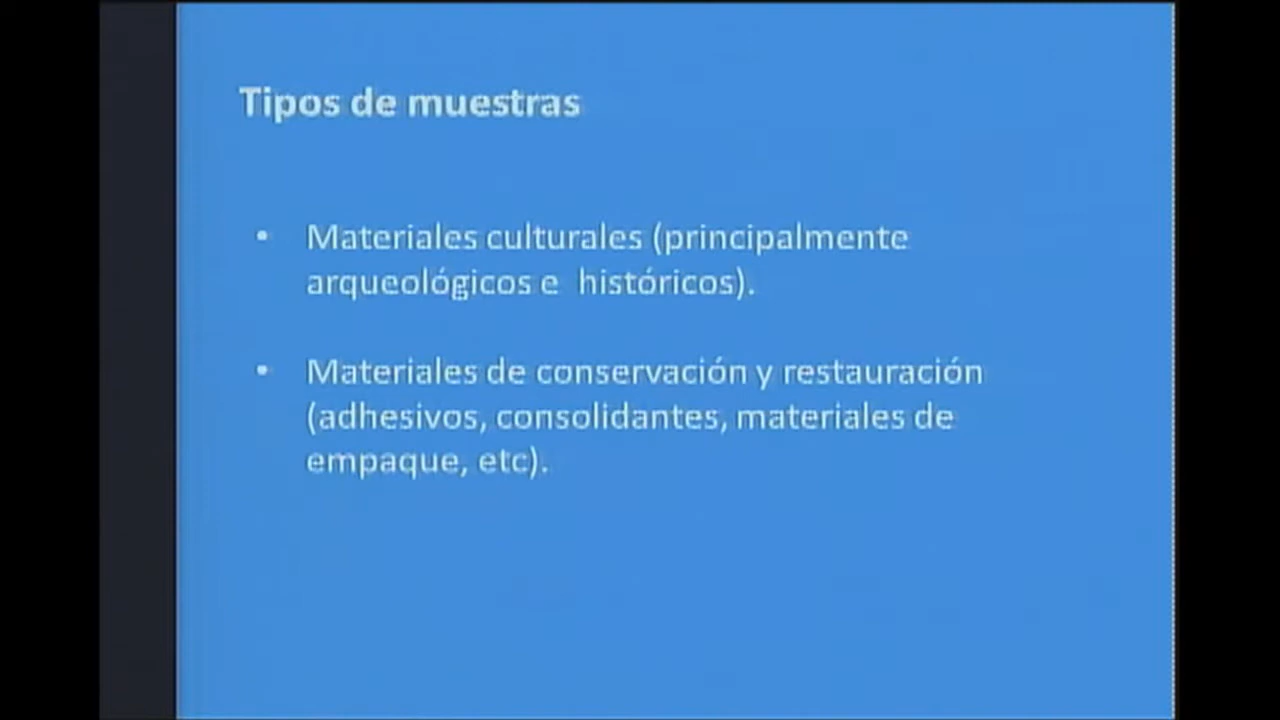 Tipos de muestras
• Materiales culturales (principalmente
arqueológicos e históricos).
• Materiales de conservación y restauración
(adhesivos, consolidantes, materiales de
empaque, etc).